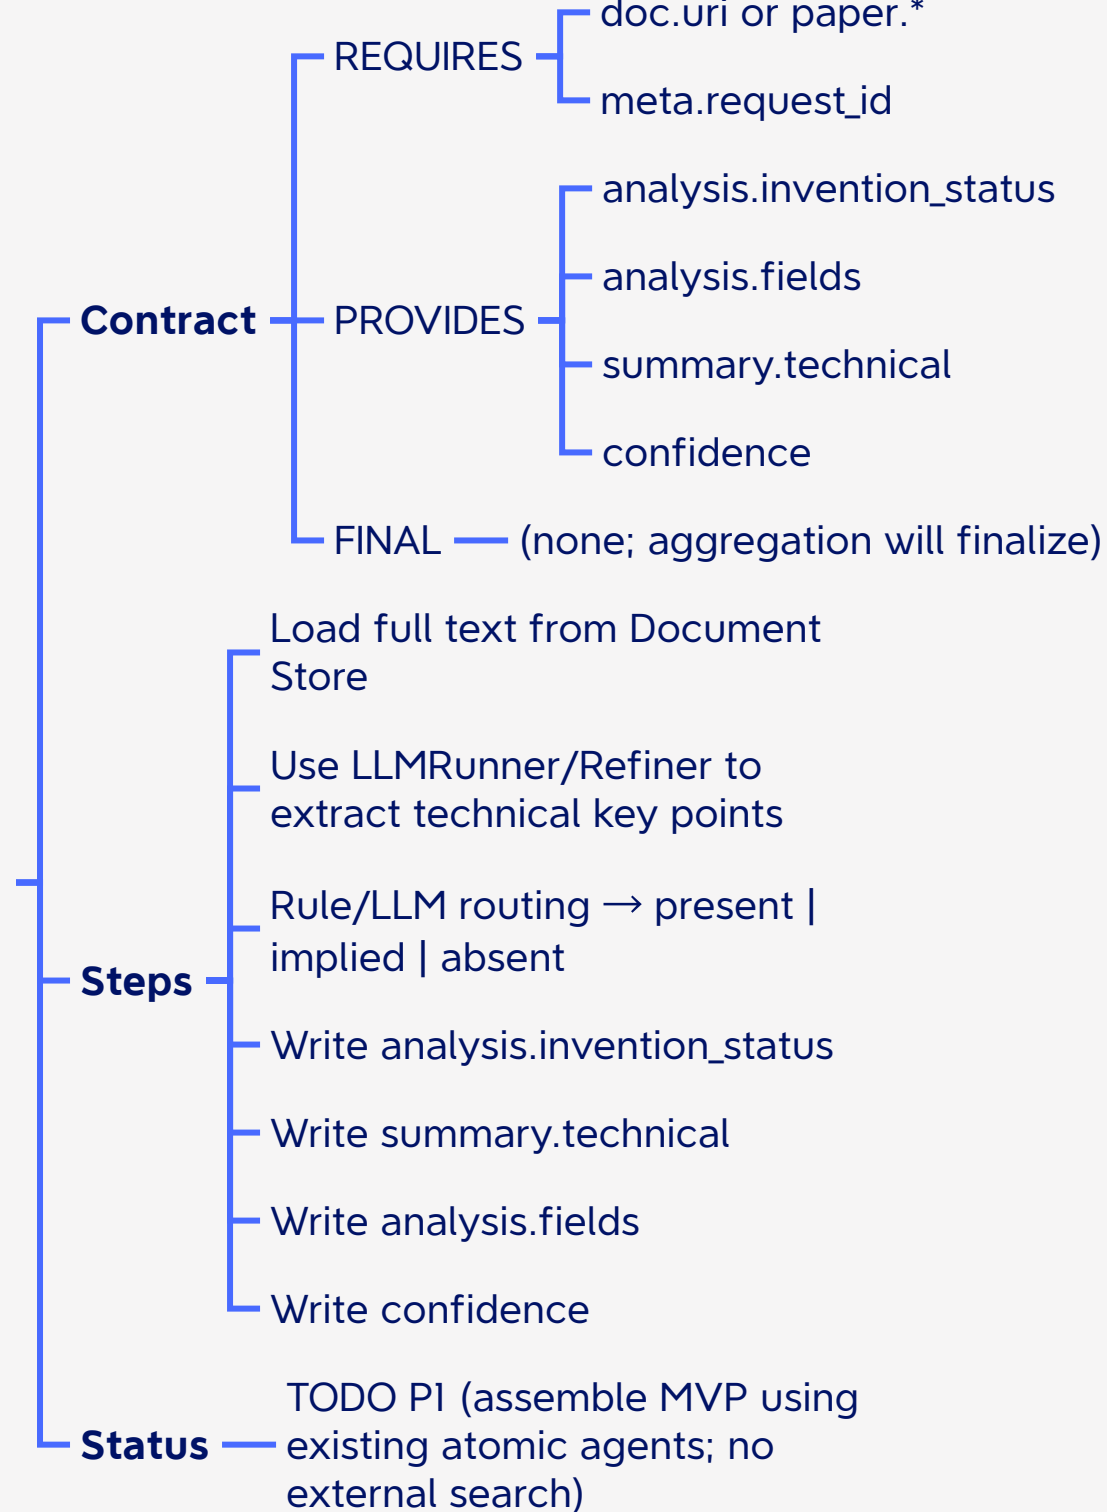 doc.uri or paper.*
REQUIRES
meta.request_id
analysis.invention_status
analysis.fields
Contract
PROVIDES
summary.technical
confidence
FINAL
(none; aggregation will finalize)
Load full text from Document
Store
Use LLMRunner/Refiner to
extract technical key points
Rule/LLM routing → present |
implied | absent
Steps
Write analysis.invention_status
Write summary.technical
Write analysis.fields
Write confidence
TODO P1 (assemble MVP using
Status
existing atomic agents; no
external search)